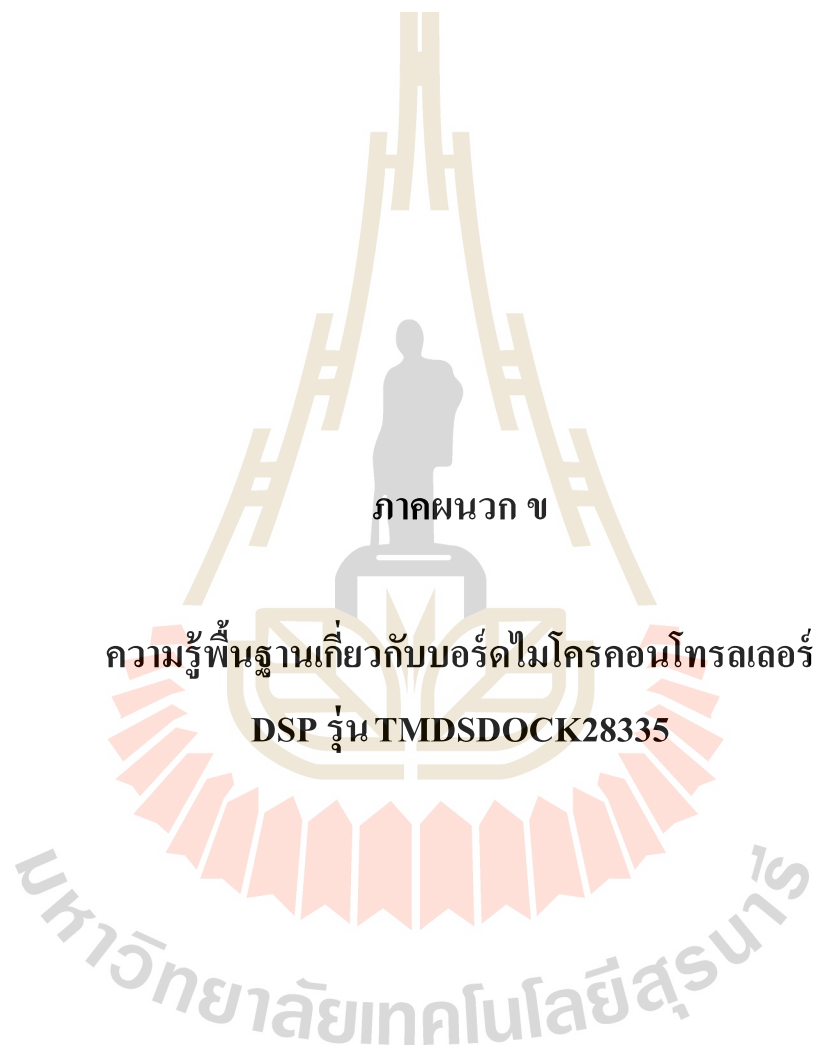 ภาคผนวก ข
ความรู้พื้นฐานเกี่ยวกับบอร์ดไมโครคอนโทรลเลอร์
DSP รุ่น TMDSDOCK28335
มหาวิทยาลัยเทคโนโลยีสุรนารี